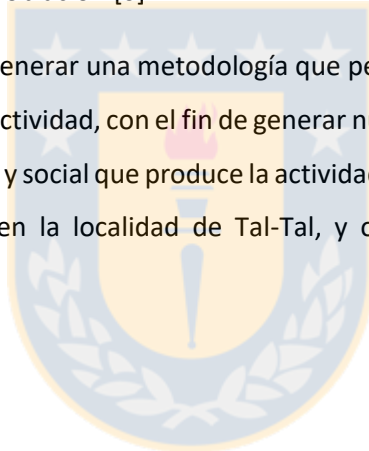 enerar una metodología que pe
ctividad, con el fin de generar n
y social que produce la actividad
en la localidad de Tal-Tal, y